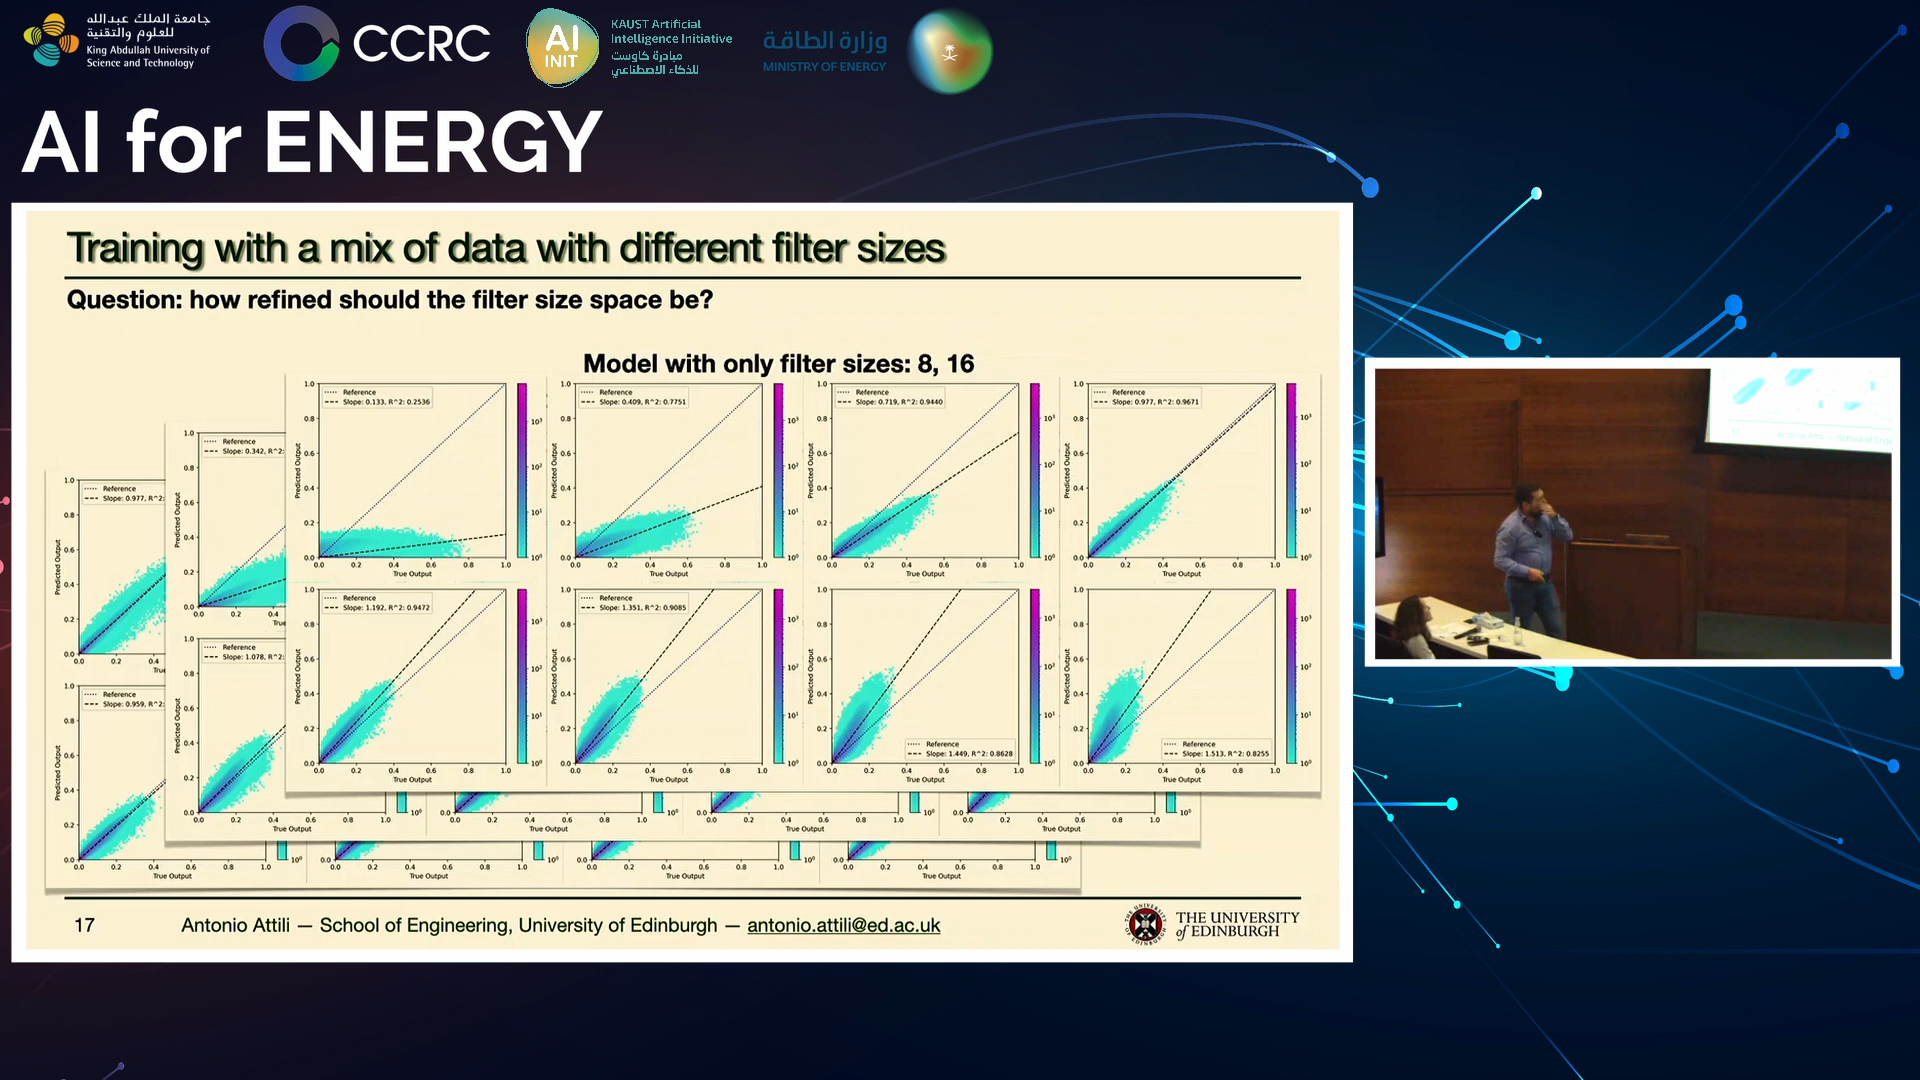 جامعة الملك عبدالله
للعلوم والتقنية
King Abdullah University of
Science and Technology
CCRC
AI
INIT
KAUST Artificial
Intelligence Initiative
مبادرة كاوست
للذكاء الاصطناعي
وزارة الطاقة
MINISTRY OF ENERGY
AI for ENERGY
Training with a mix of data with different filter sizes
Question: how refined should the filter size space be?
Model with only filter sizes: 8, 16
Reference
Slope: 0.133, R^2: 0.2536
Reference
Slope: 0.409, R^2: 0.7751
Reference
Slope: 0.719, R^2: 0.9440
Reference
Slope: 0.977, R^2: 0.9671
Reference
Slope: 1.192, R^2: 0.9472
Reference
Slope: 1.351, R^2: 0.9085
Reference
Slope: 1.449, R^2: 0.8628
Reference
Slope: 1.513, R^2: 0.8255
Reference
Slope: 0.342, R^2:
Reference
Slope: 1.078, R^2:
Reference
Slope: 0.977, R^2:
Reference
Slope: 0.959, R^2:
Predicted Output
True Output
17
Antonio Attili — School of Engineering, University of Edinburgh — antonio.attili@ed.ac.uk
THE UNIVERSITY
of EDINBURGH